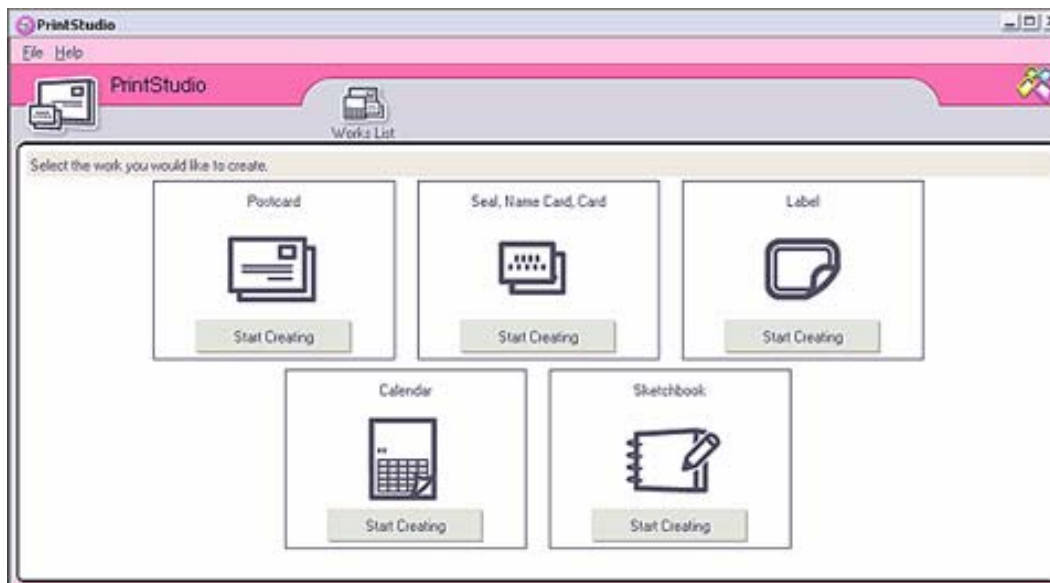 PrintStudio
File Help
PrintStudio
Works List
Select the work you would like to create.
Postcard
Seal, Name Card, Card
Label
Start Creating
Start Creating
Start Creating
Calendar
Sketchbook
Start Creating
Start Creating